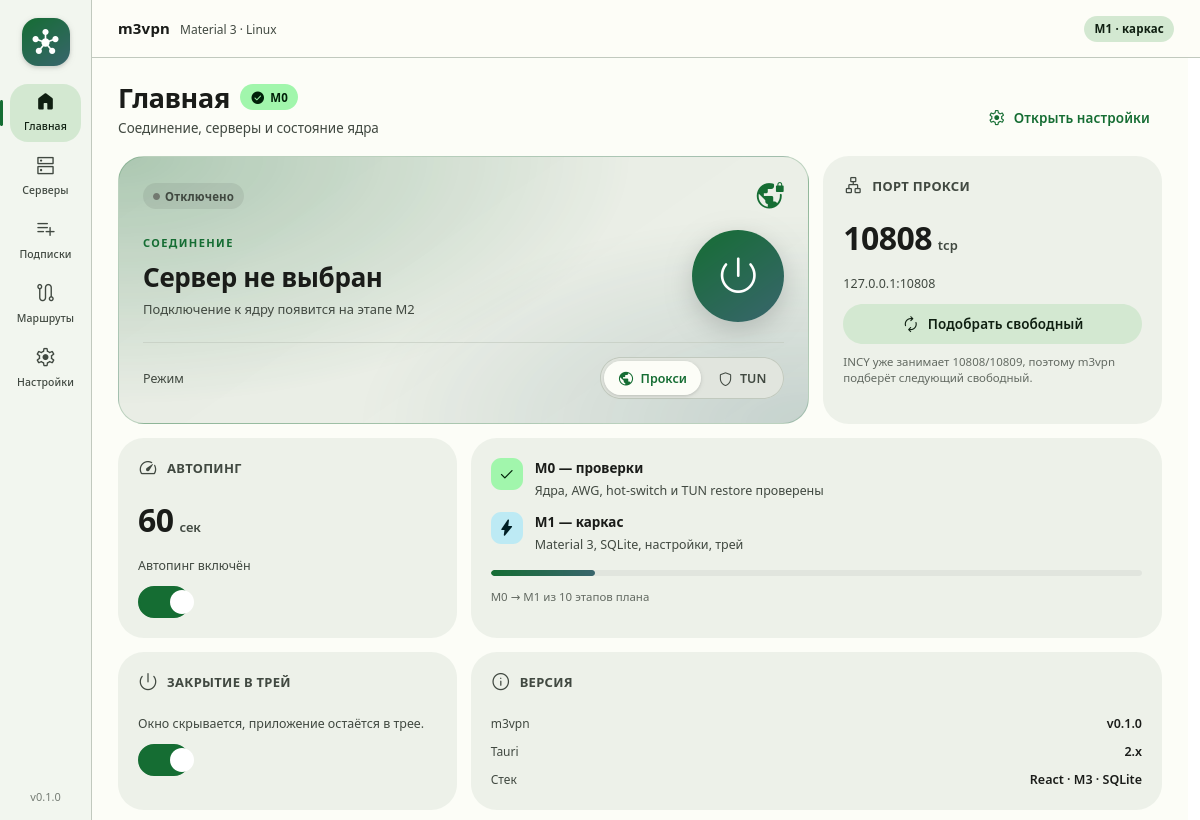 m3vpn Material 3 · Linux
M1 · каркас
Главная
Серверы
Подписки
Маршруты
Настройки
v0.1.0
Главная M0
Соединение, серверы и состояние ядра
Открыть настройки
Отключено
СОЕДИНЕНИЕ
Сервер не выбран
Подключение к ядру появится на этапе M2
Режим
Прокси
TUN
ПОРТ ПРОКСИ
10808 tcp
127.0.0.1:10808
Подобрать свободный
INCY уже занимает 10808/10809, поэтому m3vpn
подберёт следующий свободный.
АВТОПИНГ
60 сек
Автопинг включён
M0 — проверки
Ядра, AWG, hot-switch и TUN restore проверены
M1 — каркас
Material 3, SQLite, настройки, трей
M0 → M1 из 10 этапов плана
ЗАКРЫТИЕ В ТРЕЙ
Окно скрывается, приложение остаётся в трее.
ВЕРСИЯ
m3vpn v0.1.0
Tauri 2.x
Стек React · M3 · SQLite